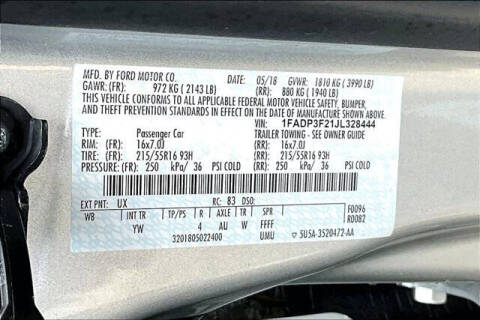 MFD. BY FORD MOTOR CO.
DATE: 05/18 GVWR: 1810 KG ( 3990 LB)
GAWR: (FR): 972 KG ( 2143 LB) (RR): 880 KG ( 1940 LB)
THIS VEHICLE CONFORMS TO ALL APPLICABLE FEDERAL MOTOR VEHICLE SAFETY, BUMPER,
AND THEFT PREVENTION STANDARDS IN EFFECT ON THE DATE OF MANUFACTURE SHOWN ABOVE.
THIS VEHICLE VIN: 1FADP3F21JL328444
TYPE: Passenger Car TRAILER TOWING - SEE OWNER GUIDE
RIM: (FR) 16x7.0J (RR): 16x7.0J
TIRE: (FR) 215/55R16 93H (RR): 215/55R16 93H
PRESSURE:(FR) 250 kPa/ 36 PSI COLD (RR): 250 kPa/ 36 PSI COLD
EXT PNT: UX RC: 83 DSO:
WB INT TR TP/PS R AXLE TR SPR F0096
YW 4 AU W FFFF R0082
3201805022400 UMU 5U5A-3520472-AA